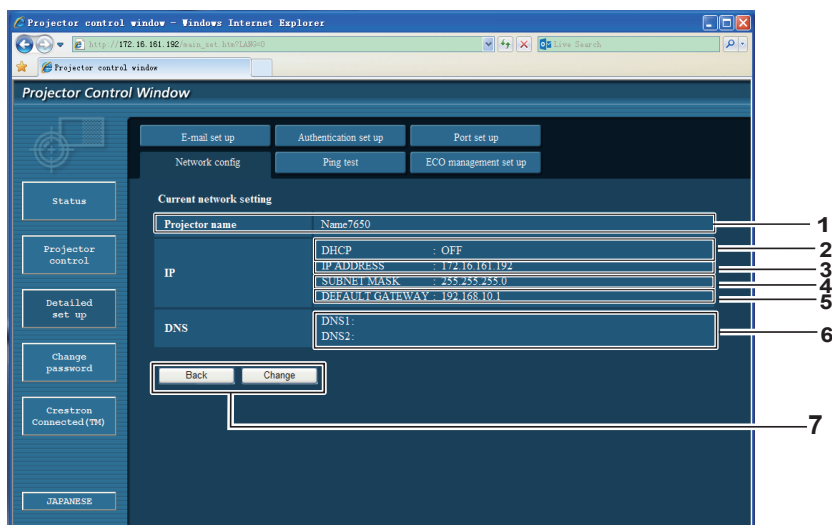 Projector control window - Windows Internet Explorer
http://172.16.161.192/main_set.htm?LANG=0
Live Search
Projector control window
Projector Control Window
E-mail set up
Authentication set up
Port set up
Network config
Ping test
ECO management set up
Status
Projector
control
Detailed
set up
Change
password
Crestron
Connected(TM)
JAPANESE
Current network setting
Projector name
Name7650
1
IP
DHCP : OFF
2
IP ADDRESS : 172.16.161.192
3
SUBNET MASK : 255.255.255.0
4
DEFAULT GATEWAY : 192.168.10.1
5
DNS
DNS1:
DNS2:
6
Back
Change
7